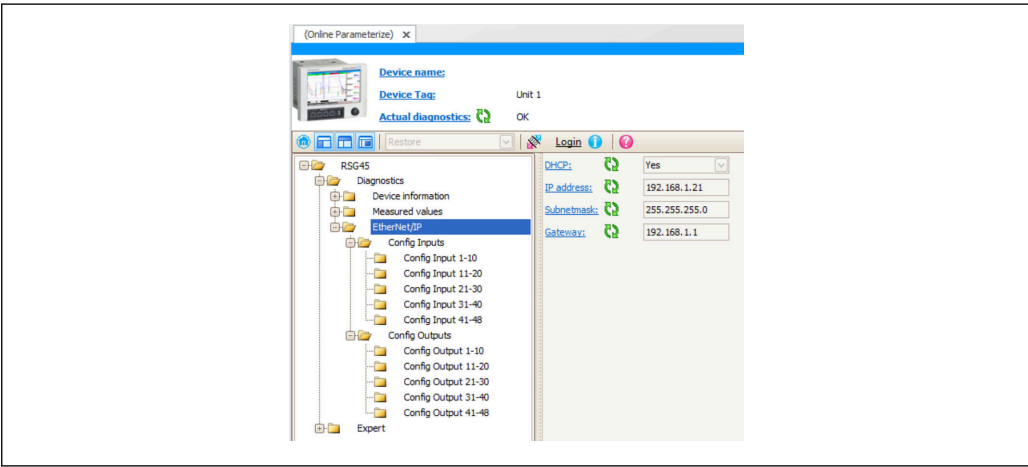 (Online Parameterize) x
Device name:
Device Tag: Unit 1
Actual diagnostics: OK
Restore Login
RSG45
Diagnostics
Device information
Measured values
EtherNet/IP
Config Inputs
Config Input 1-10
Config Input 11-20
Config Input 21-30
Config Input 31-40
Config Input 41-48
Config Outputs
Config Output 1-10
Config Output 11-20
Config Output 21-30
Config Output 31-40
Config Output 41-48
Expert
DHCP: Yes
IP address: 192.168.1.21
Subnetmask: 255.255.255.0
Gateway: 192.168.1.1